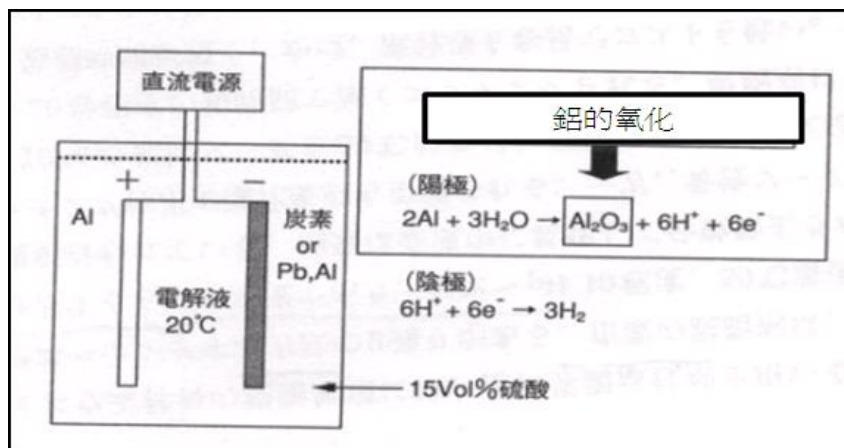 直流電源
+
−
Al
炭素
or
Pb,Al
電解液
20℃
15Vol%硫酸
鋁的氧化
(陽極)
2Al + 3H₂O → Al₂O₃ + 6H⁺ + 6e⁻
(陰極)
6H⁺ + 6e⁻ → 3H₂